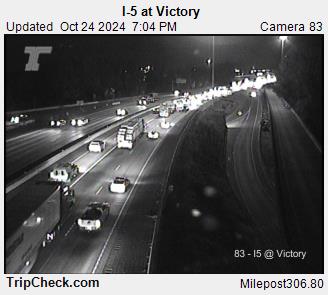 I-5 at Victory
Updated Oct 24 2024 7:04 PM Camera 83
T
83 - I5 @ Victory
TripCheck.com Milepost306.80